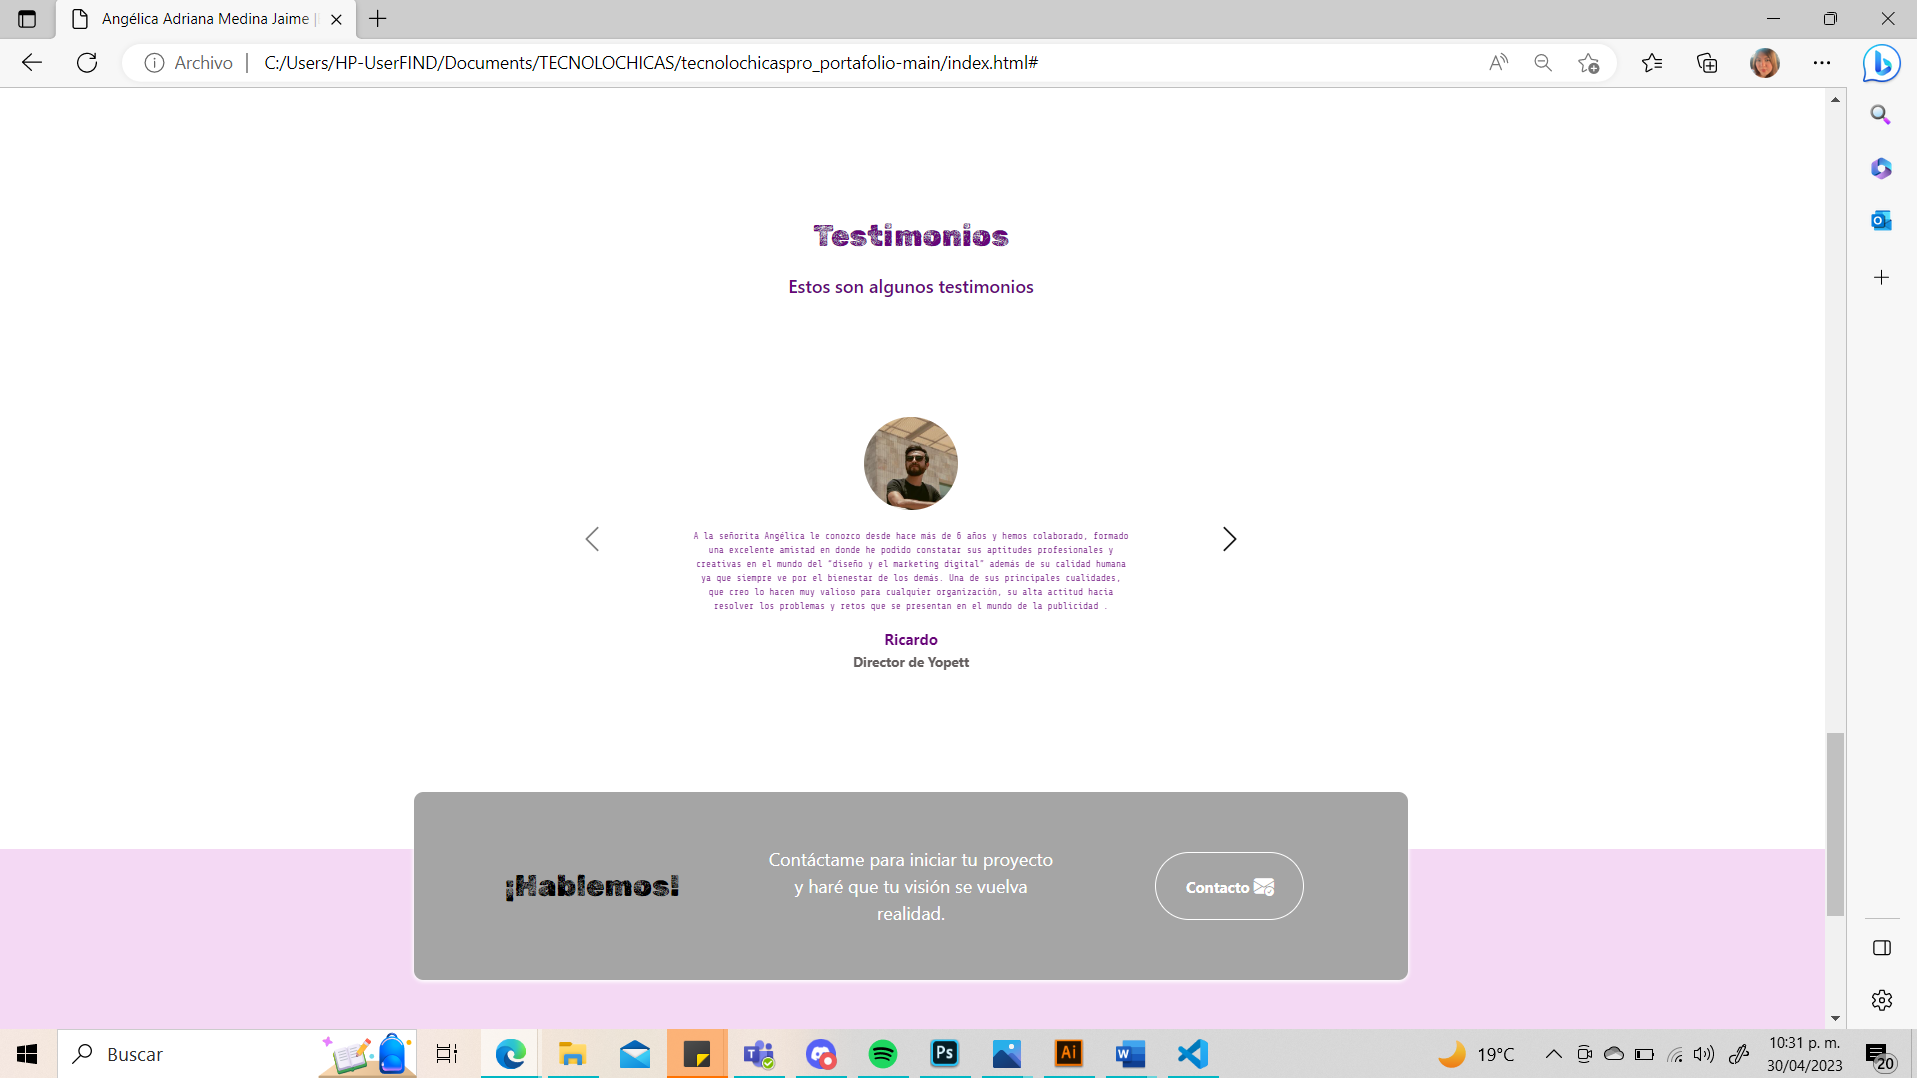 Angélica Adriana Medina Jaime |
Archivo
C:/Users/HP-UserFIND/Documents/TECNOLOCHICAS/tecnolochicaspro_portafolio-main/index.html#
Testimonios
Estos son algunos testimonios
A la señorita Angélica le conozco desde hace más de 6 años y hemos colaborado, formado
una excelente amistad en donde he podido constatar sus aptitudes profesionales y
creativas en el mundo del "diseño y el marketing digital" además de su calidad humana
ya que siempre ve por el bienestar de los demás. Una de sus principales cualidades,
que creo lo hacen muy valioso para cualquier organización, su alta actitud hacia
resolver los problemas y retos que se presentan en el mundo de la publicidad .
Ricardo
Director de Yopett
¡Hablemos!
Contáctame para iniciar tu proyecto
y haré que tu visión se vuelva
realidad.
Contacto
Buscar
Ps
Ai
19°C
10:31 p. m.
30/04/2023
20